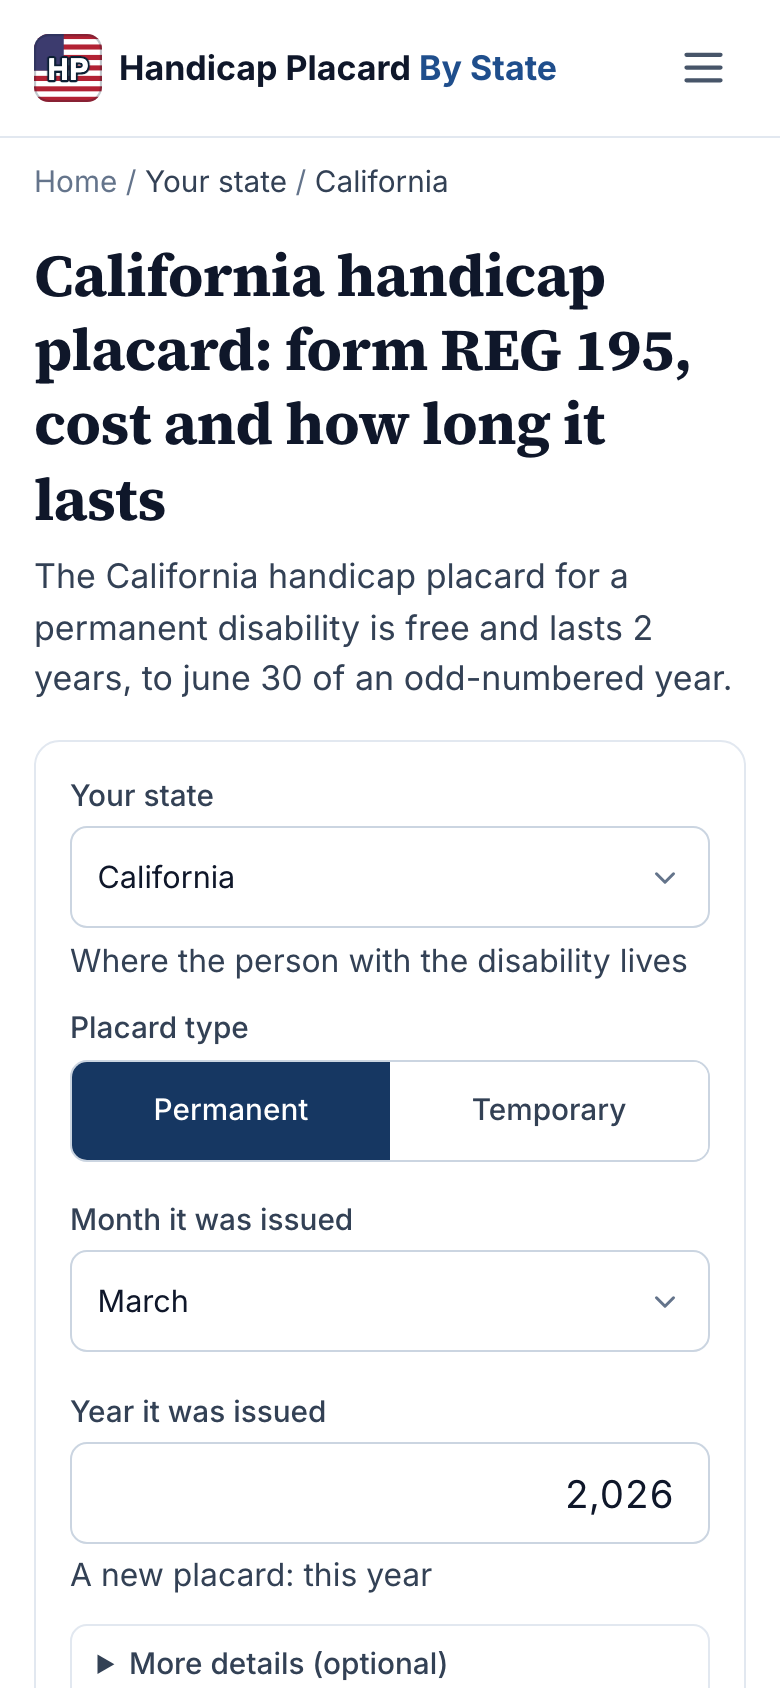 HP Handicap Placard By State
Home / Your state / California
California handicap
placard: form REG 195,
cost and how long it
lasts
The California handicap placard for a
permanent disability is free and lasts 2
years, to june 30 of an odd-numbered year.
Your state
California
Where the person with the disability lives
Placard type
Permanent Temporary
Month it was issued
March
Year it was issued
2,026
A new placard: this year
More details (optional)